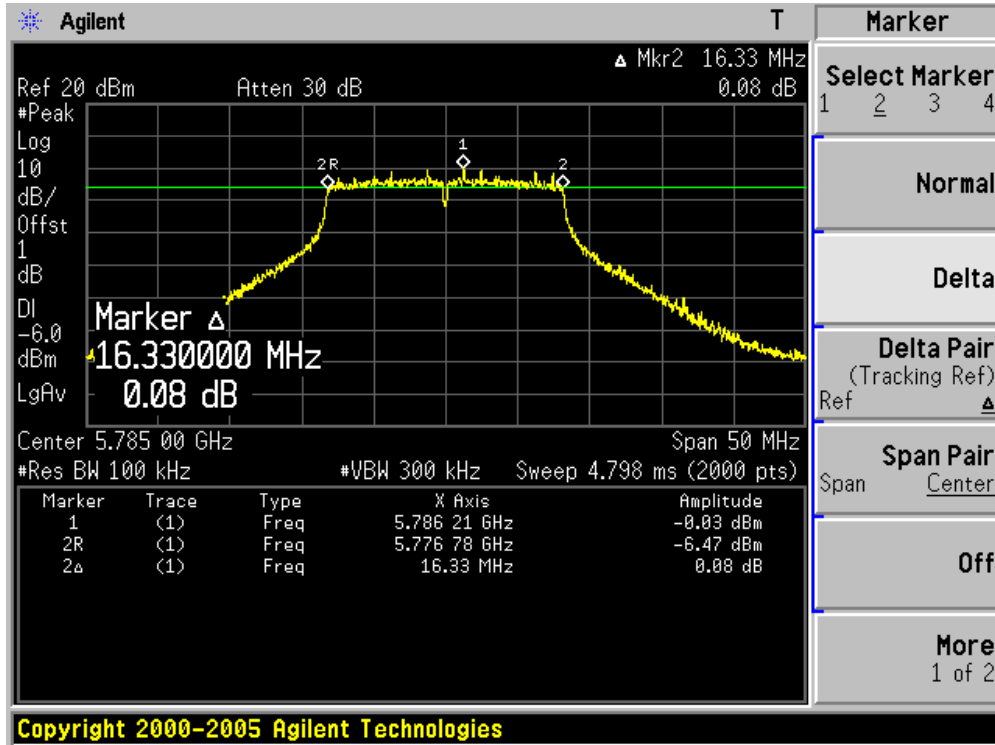 Agilent T
Marker
Δ Mkr2 16.33 MHz
Ref 20 dBm Atten 30 dB 0.08 dB
#Peak
Log
10
dB/
Offst
1
dB
DI
-6.0
dBm
LgAv
1
2R
2
Marker Δ
16.330000 MHz
0.08 dB
Center 5.785 00 GHz Span 50 MHz
#Res BW 100 kHz #VBW 300 kHz Sweep 4.798 ms (2000 pts)
Marker Trace Type X Axis Amplitude
1 (1) Freq 5.786 21 GHz -0.03 dBm
2R (1) Freq 5.776 78 GHz -6.47 dBm
2Δ (1) Freq 16.33 MHz 0.08 dB
Select Marker
1 2 3 4
Normal
Delta
Delta Pair
(Tracking Ref)
Ref Δ
Span Pair
Span Center
Off
More
1 of 2
Copyright 2000-2005 Agilent Technologies